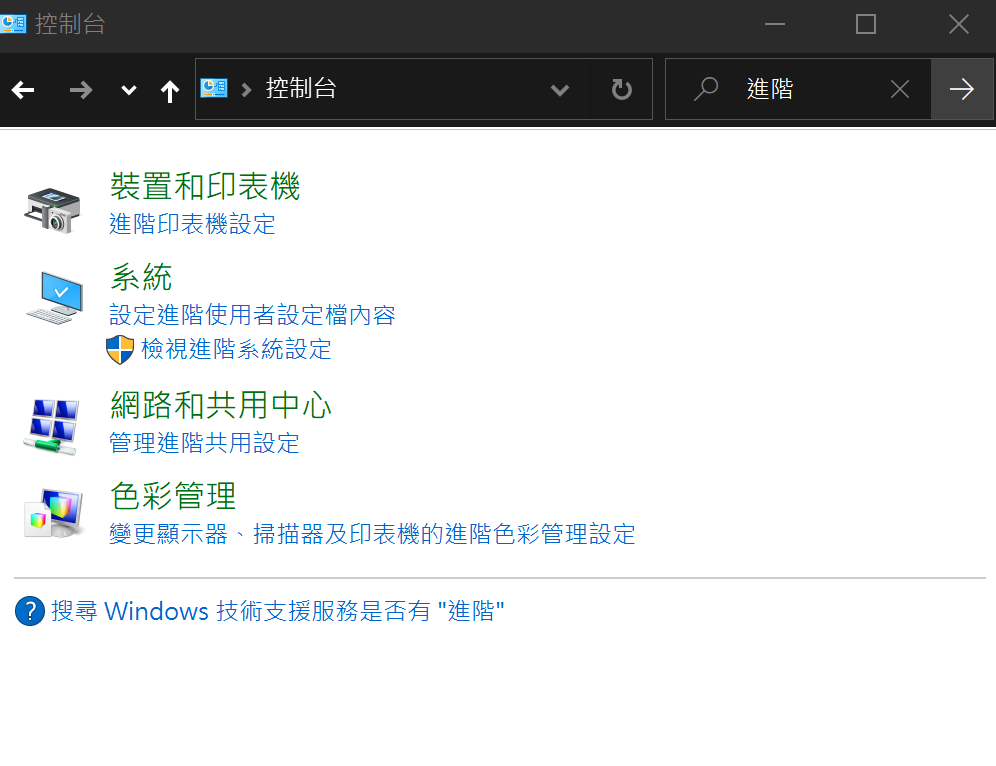 控制台
控制台
進階
裝置和印表機
進階印表機設定
系統
設定進階使用者設定檔內容
檢視進階系統設定
網路和共用中心
管理進階共用設定
色彩管理
變更顯示器、掃描器及印表機的進階色彩管理設定
? 搜尋 Windows 技術支援服務是否有 "進階"